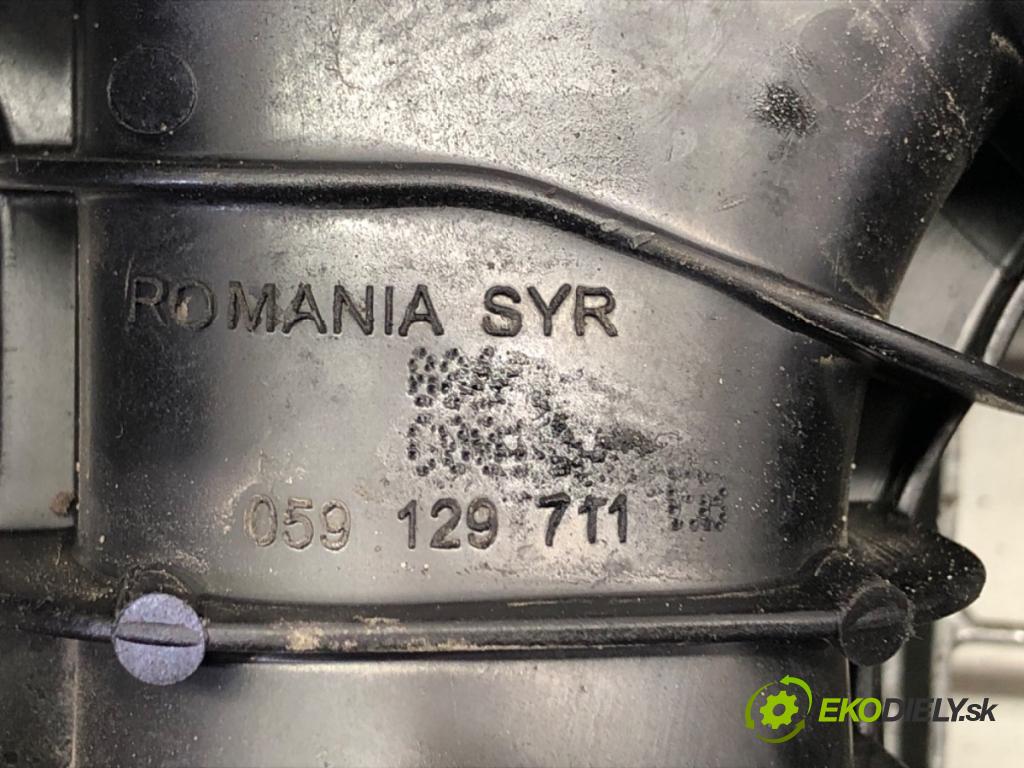 ROMANIA SYR
059 129 711
EKODIELY.sk